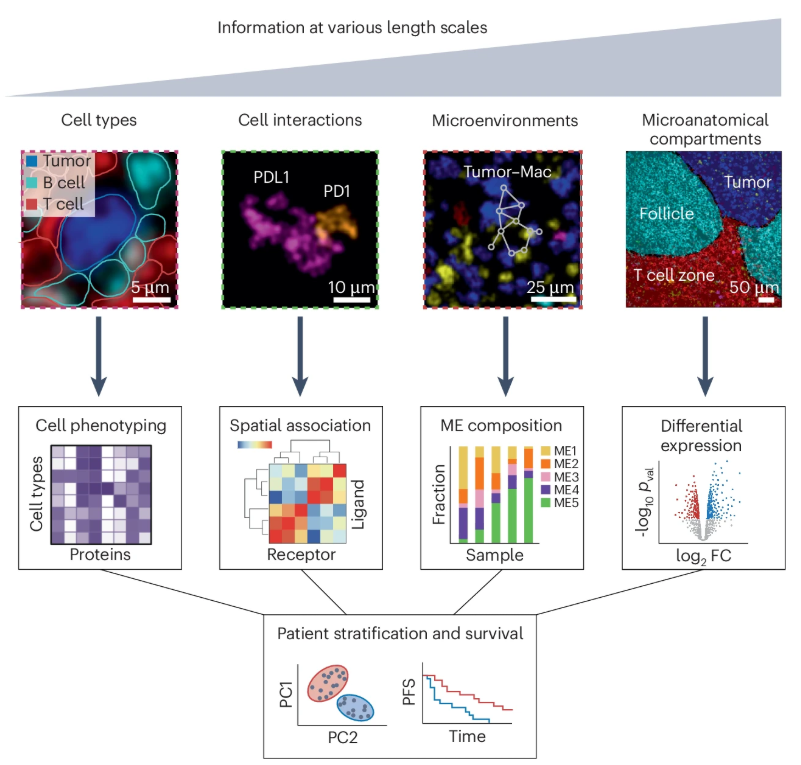 Information at various length scales
Cell types
Cell interactions
Microenvironments
Microanatomical
compartments
Tumor
B cell
T cell
5 μm
PDL1
PD1
10 μm
Tumor–Mac
25 μm
Tumor
Follicle
T cell zone
50 μm
Cell phenotyping
Cell types
Proteins
Spatial association
Ligand
Receptor
ME composition
Fraction
ME1
ME2
ME3
ME4
ME5
Sample
Differential
expression
-log10 pval
log2 FC
Patient stratification and survival
PC1
PC2
PFS
Time